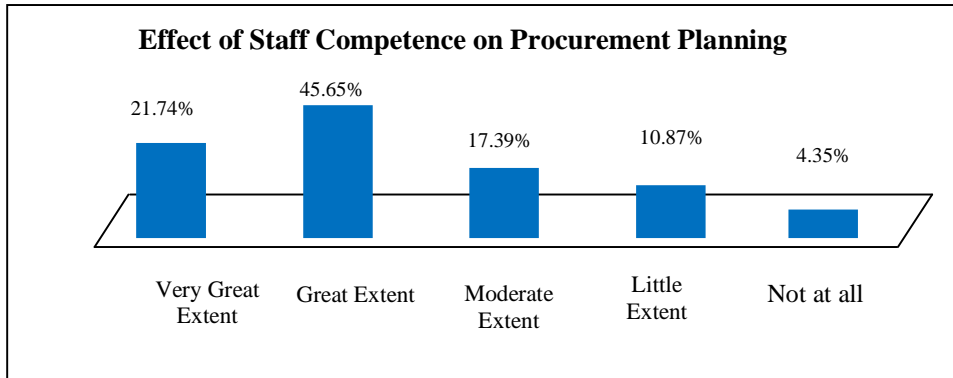 Effect of Staff Competence on Procurement Planning
21.74%
45.65%
17.39%
10.87%
4.35%
Very Great
Extent
Great Extent
Moderate
Extent
Little
Extent
Not at all